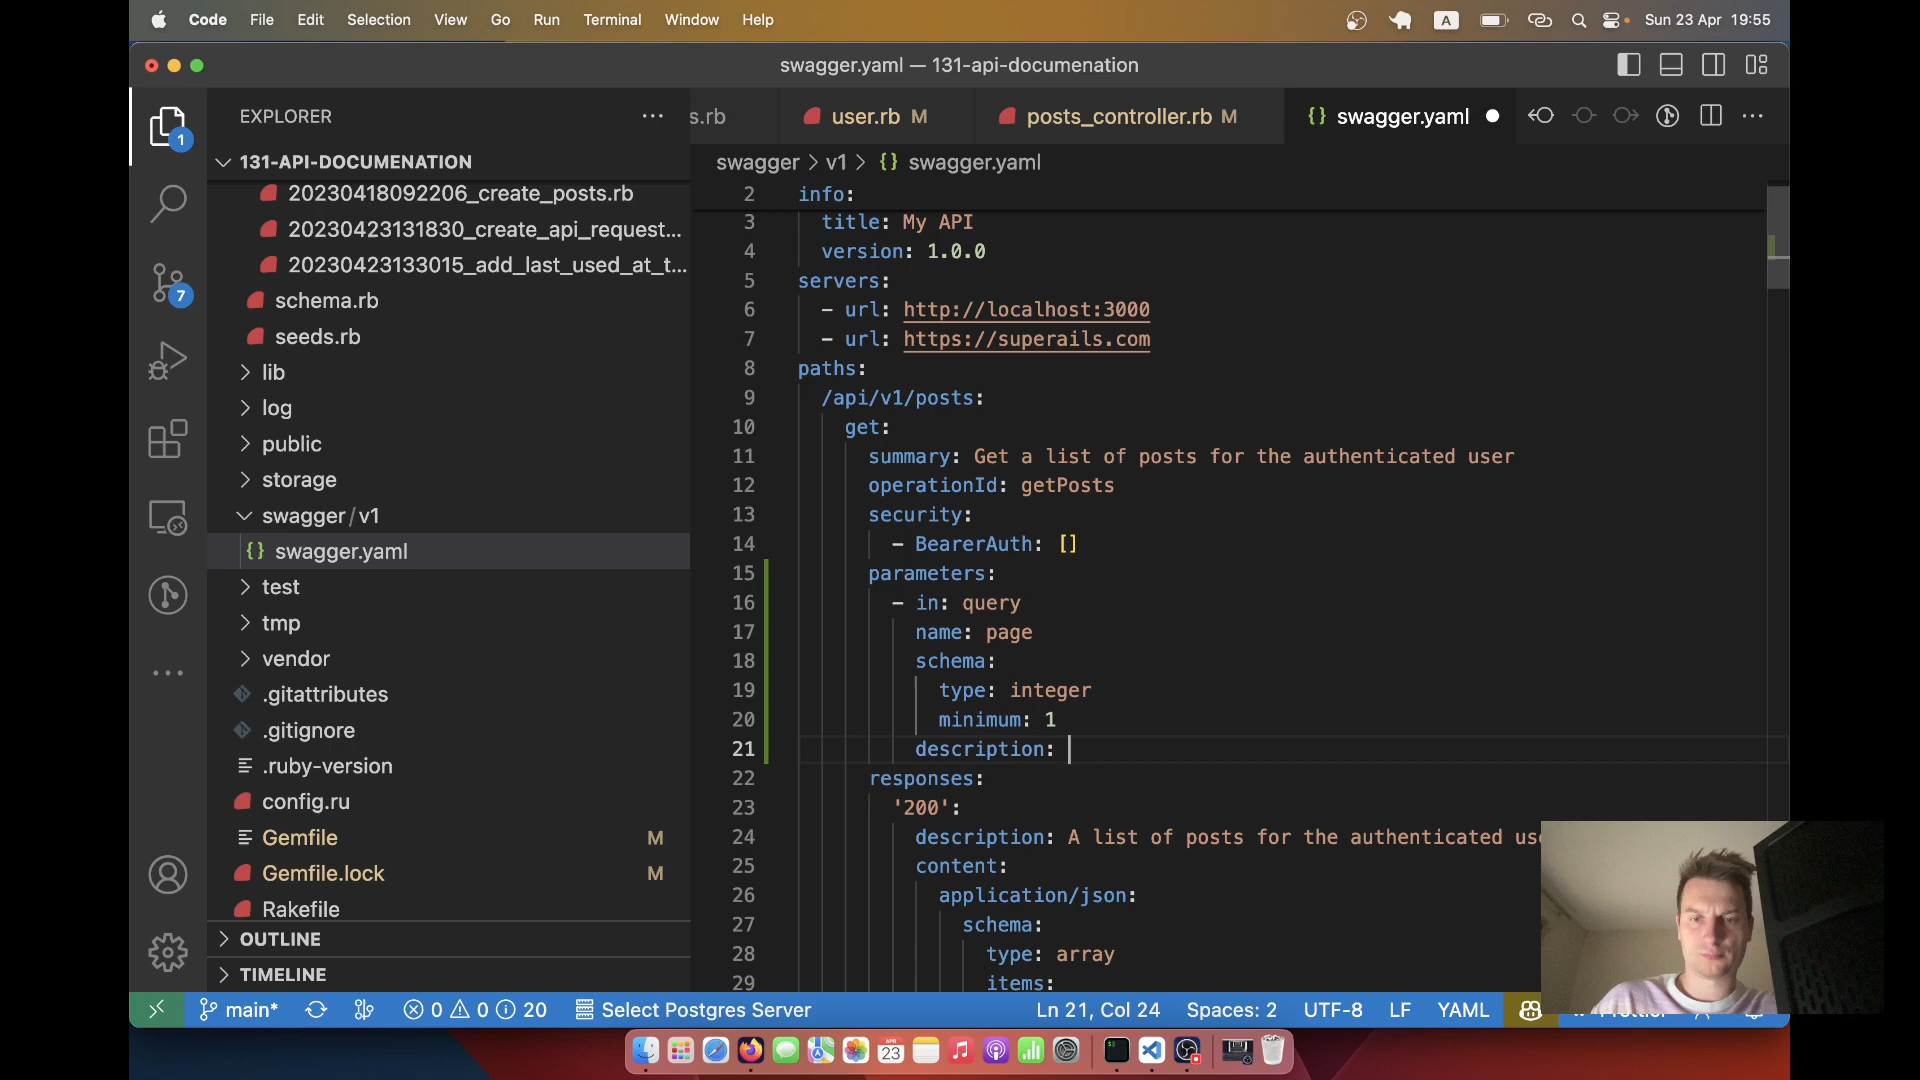 Code File Edit Selection View Go Run Terminal Window Help
A
Sun 23 Apr 19:55
swagger.yaml — 131-api-documenation
EXPLORER
s.rb
user.rb M
posts_controller.rb M
{} swagger.yaml
1
131-API-DOCUMENATION
swagger > v1 > {} swagger.yaml
20230418092206_create_posts.rb
20230423131830_create_api_request...
20230423133015_add_last_used_at_t...
schema.rb
seeds.rb
lib
log
public
storage
swagger/v1
{} swagger.yaml
test
tmp
vendor
.gitattributes
.gitignore
.ruby-version
config.ru
Gemfile M
Gemfile.lock M
Rakefile
OUTLINE
TIMELINE
7
2 info:
3 title: My API
4 version: 1.0.0
5 servers:
6 - url: http://localhost:3000
7 - url: https://superails.com
8 paths:
9 /api/v1/posts:
10 get:
11 summary: Get a list of posts for the authenticated user
12 operationId: getPosts
13 security:
14 - BearerAuth: []
15 parameters:
16 - in: query
17 name: page
18 schema:
19 type: integer
20 minimum: 1
21 description:
22 responses:
23 '200':
24 description: A list of posts for the authenticated use
25 content:
26 application/json:
27 schema:
28 type: array
29 items:
main* 0 0 20 Select Postgres Server
Ln 21, Col 24 Spaces: 2 UTF-8 LF YAML
APR
23